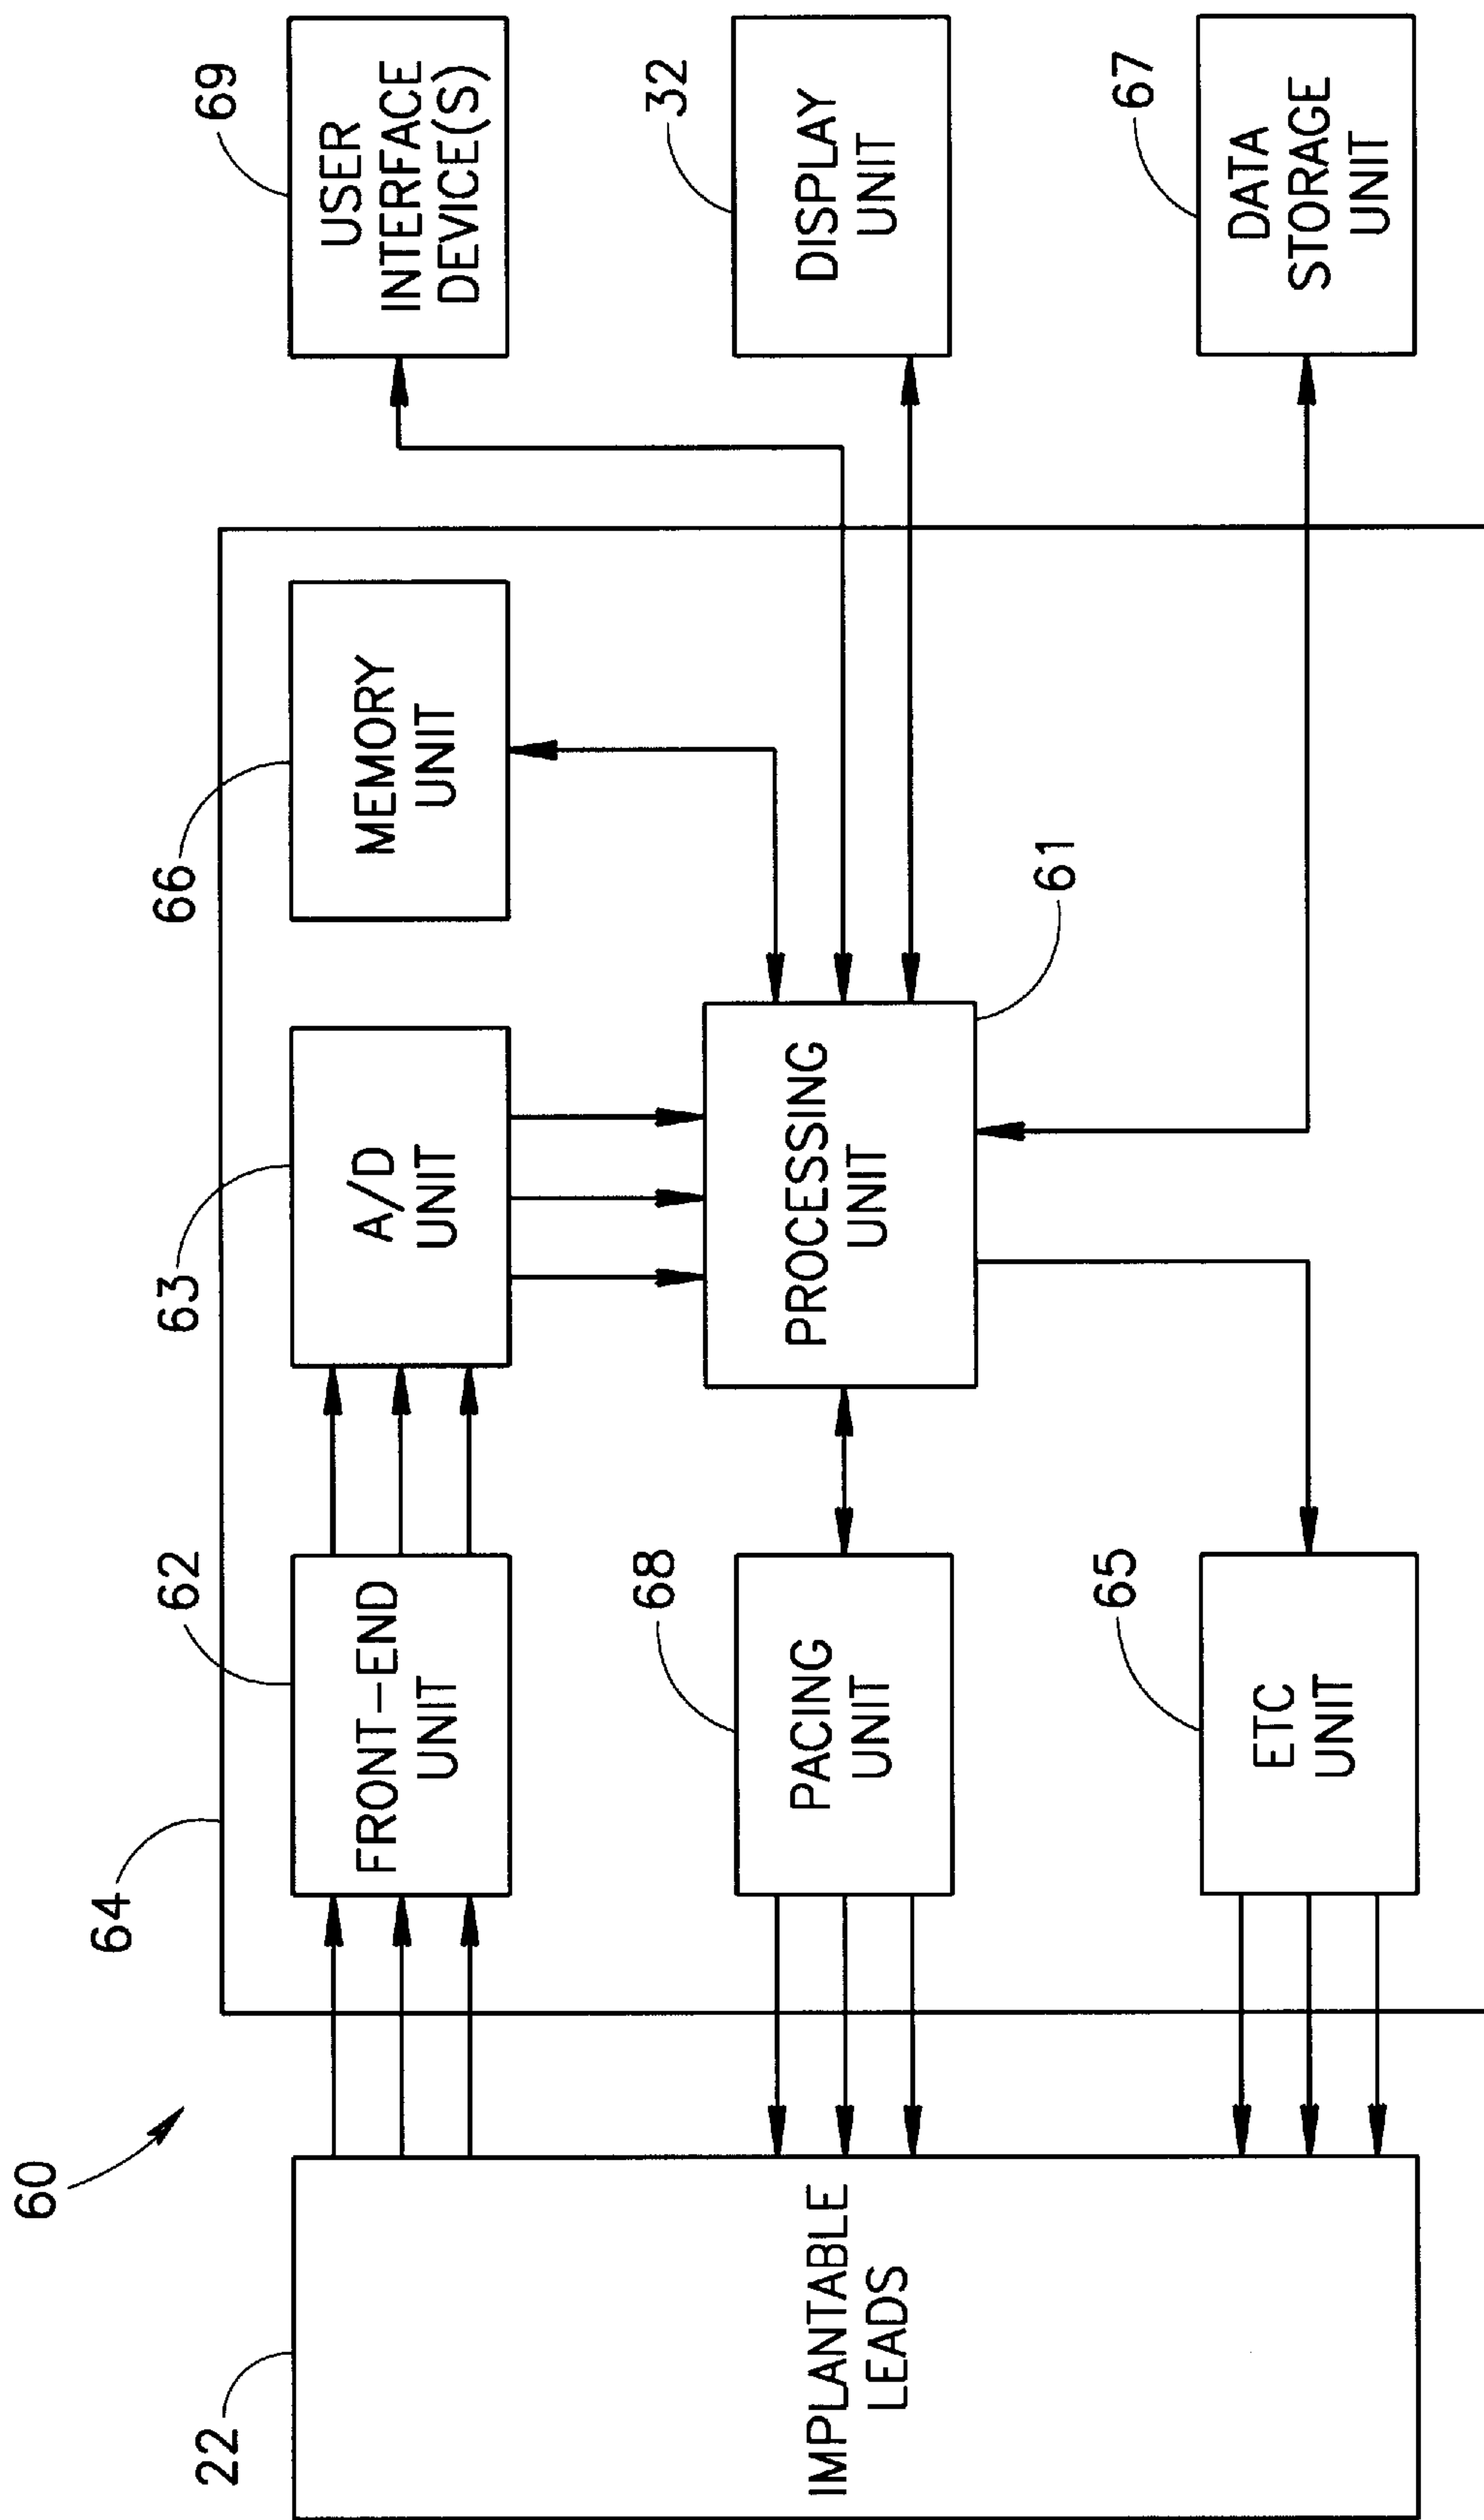 60
64
62
63
66
69
22
IMPLANTABLE
LEADS
FRONT-END
UNIT
A/D
UNIT
MEMORY
UNIT
USER
INTERFACE
DEVICE(S)
68
PACING
UNIT
PROCESSING
UNIT
61
32
DISPLAY
UNIT
65
ETC
UNIT
67
DATA
STORAGE
UNIT